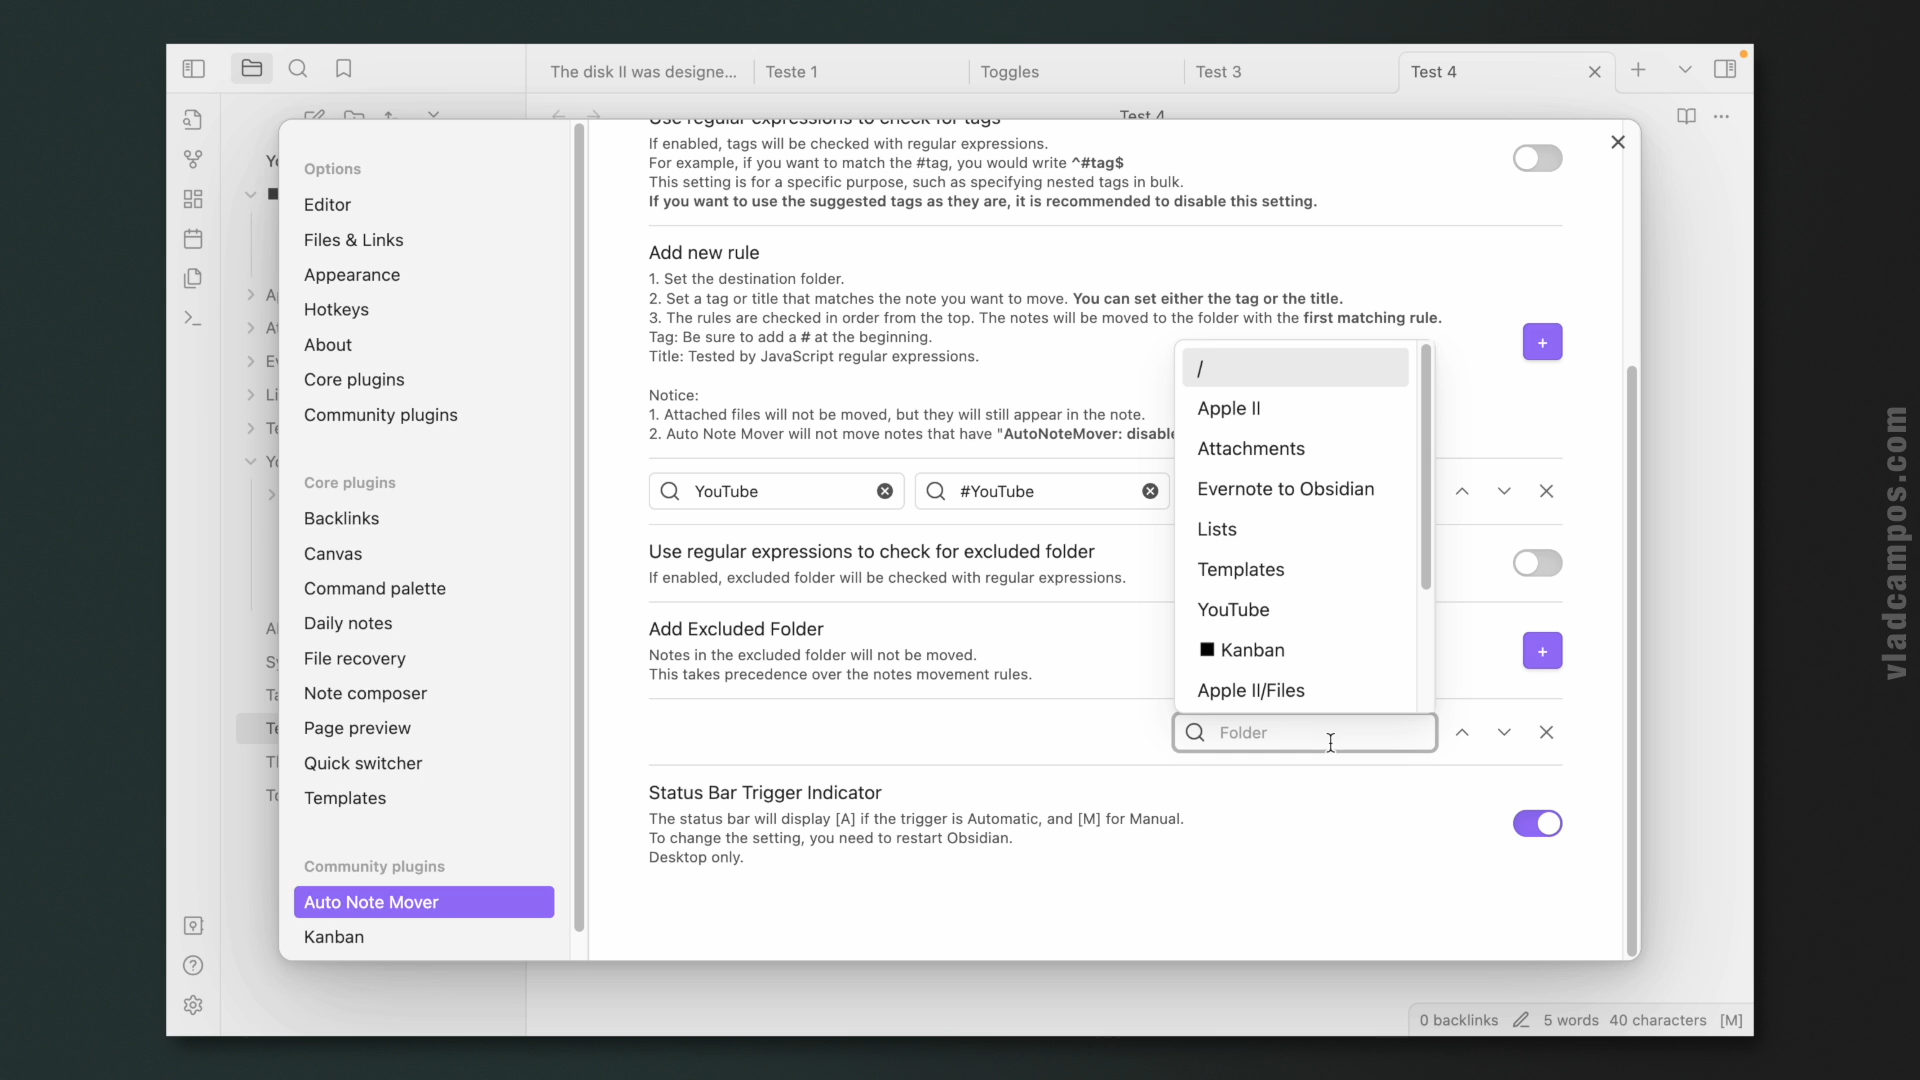 The disk II was designe...
Teste 1
Toggles
Test 3
Test 4
Test 4
Options
Editor
Files & Links
Appearance
Hotkeys
About
Core plugins
Community plugins
Core plugins
Backlinks
Canvas
Command palette
Daily notes
File recovery
Note composer
Page preview
Quick switcher
Templates
Community plugins
Auto Note Mover
Kanban
Use regular expressions to check for tags
If enabled, tags will be checked with regular expressions.
For example, if you want to match the #tag, you would write ^#tag$
This setting is for a specific purpose, such as specifying nested tags in bulk.
If you want to use the suggested tags as they are, it is recommended to disable this setting.
Add new rule
1. Set the destination folder.
2. Set a tag or title that matches the note you want to move. You can set either the tag or the title.
3. The rules are checked in order from the top. The notes will be moved to the folder with the first matching rule.
Tag: Be sure to add a # at the beginning.
Title: Tested by JavaScript regular expressions.
Notice:
1. Attached files will not be moved, but they will still appear in the note.
2. Auto Note Mover will not move notes that have "AutoNoteMover: disable
YouTube
#YouTube
Use regular expressions to check for excluded folder
If enabled, excluded folder will be checked with regular expressions.
Add Excluded Folder
Notes in the excluded folder will not be moved.
This takes precedence over the notes movement rules.
/
Apple II
Attachments
Evernote to Obsidian
Lists
Templates
YouTube
Kanban
Apple II/Files
Folder
Status Bar Trigger Indicator
The status bar will display [A] if the trigger is Automatic, and [M] for Manual.
To change the setting, you need to restart Obsidian.
Desktop only.
0 backlinks
5 words
40 characters
[M]
vladcampos.com